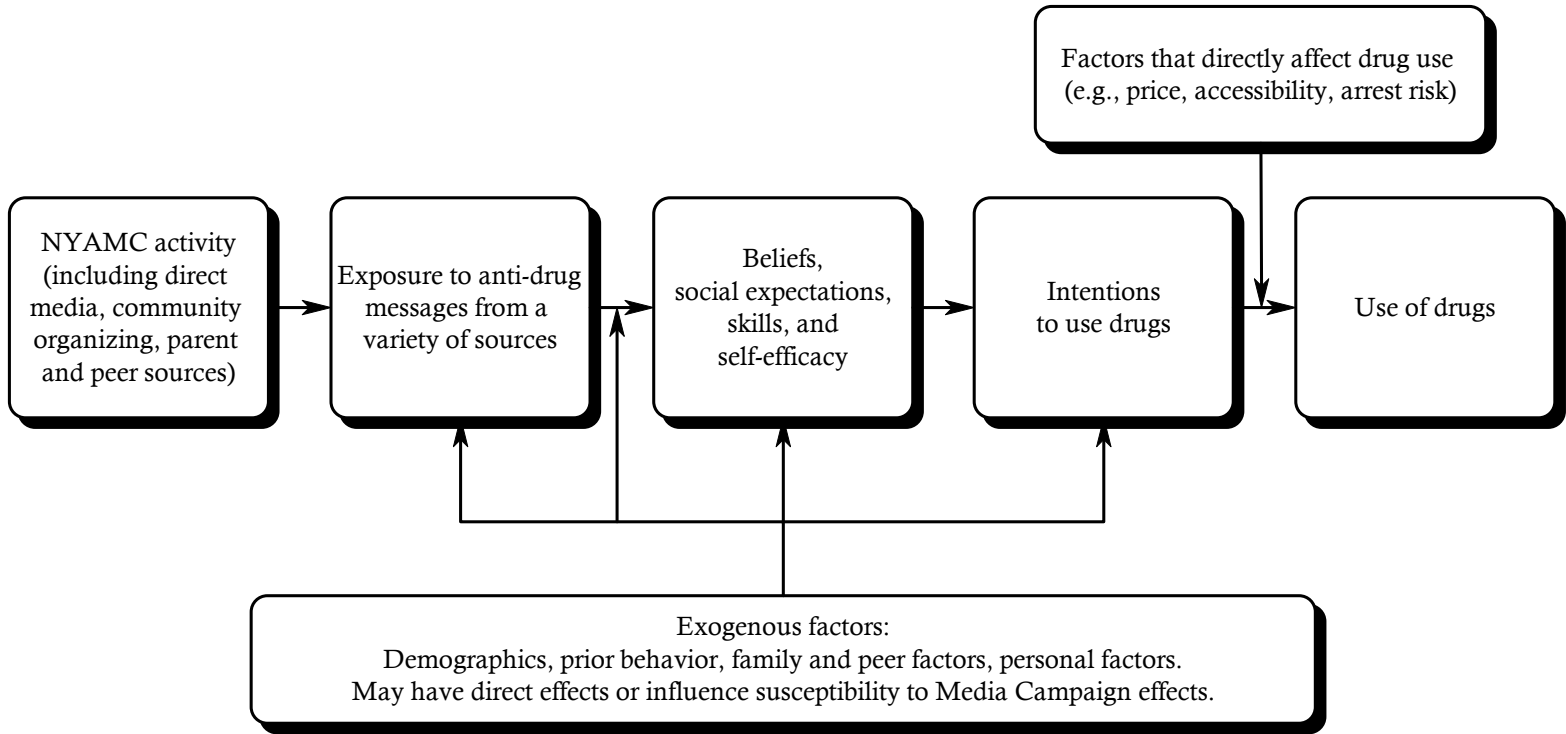 Factors that directly affect drug use
(e.g., price, accessibility, arrest risk)
NYAMC activity
(including direct
media, community
organizing, parent
and peer sources)
Exposure to anti-drug
messages from a
variety of sources
Beliefs,
social expectations,
skills, and
self-efficacy
Intentions
to use drugs
Use of drugs
Exogenous factors:
Demographics, prior behavior, family and peer factors, personal factors.
May have direct effects or influence susceptibility to Media Campaign effects.